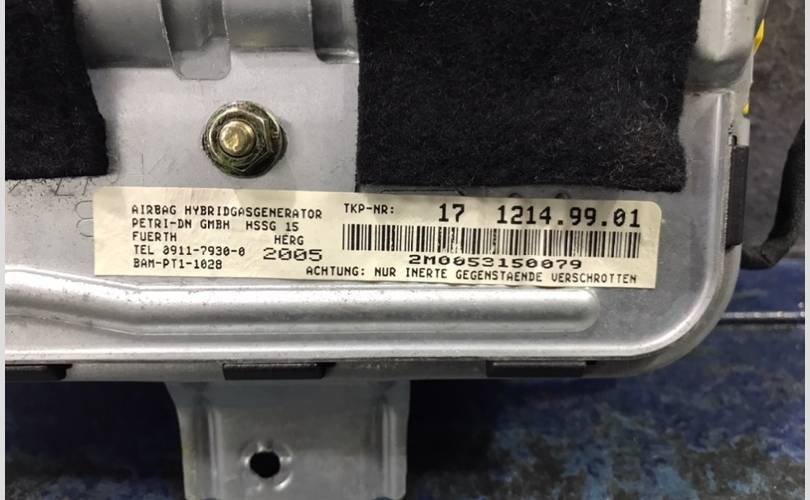 AIRBAG HYBRIDGASGENERATOR
PETRI-DN GMBH HSSG 15
FUERTH HERG
TEL 0911-7930-0 2005
BAM-PT1-1028
TKP-NR: 17 1214.99.01
2M0053150079
ACHTUNG: NUR INERTE GEGENSTAENDE VERSCHROTTEN